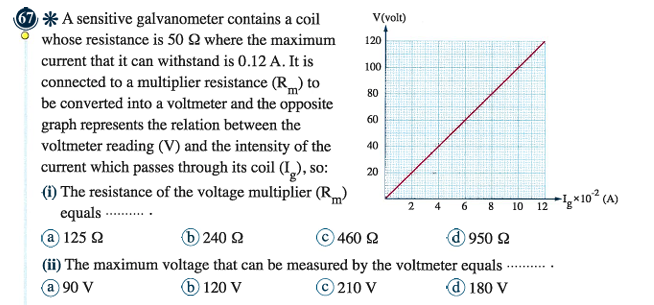 67 * A sensitive galvanometer contains a coil
whose resistance is 50 Ω where the maximum
current that it can withstand is 0.12 A. It is
connected to a multiplier resistance (Rm) to
be converted into a voltmeter and the opposite
graph represents the relation between the
voltmeter reading (V) and the intensity of the
current which passes through its coil (Ig), so:
(i) The resistance of the voltage multiplier (Rm)
equals .......... .
V(volt)
120
100
80
60
40
20
2 4 6 8 10 12 Ig×10⁻² (A)
a 125 Ω b 240 Ω c 460 Ω d 950 Ω
(ii) The maximum voltage that can be measured by the voltmeter equals .......... .
a 90 V b 120 V c 210 V d 180 V